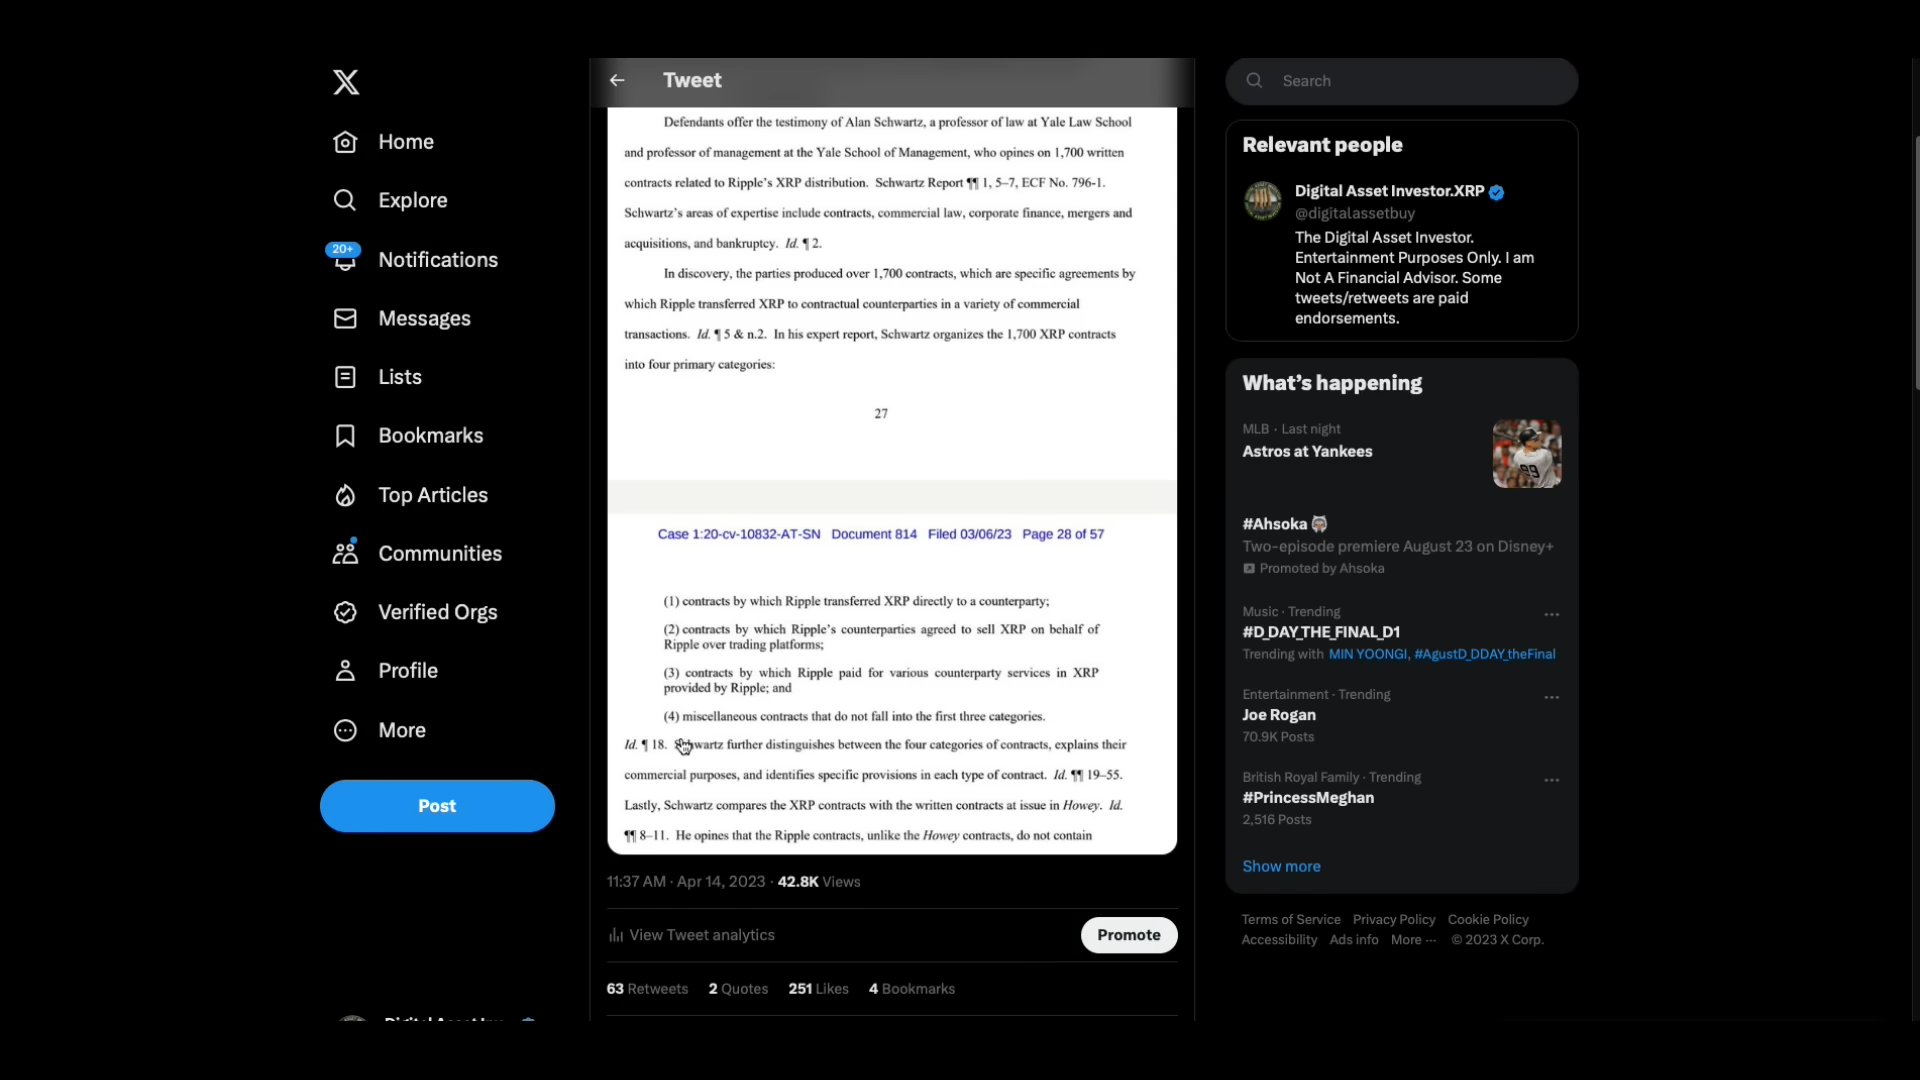 Home
Explore
20+
Notifications
Messages
Lists
Bookmarks
Top Articles
Communities
Verified Orgs
Profile
More
Post
Tweet
Defendants offer the testimony of Alan Schwartz, a professor of law at Yale Law School
and professor of management at the Yale School of Management, who opines on 1,700 written
contracts related to Ripple's XRP distribution. Schwartz Report ¶¶ 1, 5–7, ECF No. 796-1.
Schwartz's areas of expertise include contracts, commercial law, corporate finance, mergers and
acquisitions, and bankruptcy. Id. ¶ 2.
In discovery, the parties produced over 1,700 contracts, which are specific agreements by
which Ripple transferred XRP to contractual counterparties in a variety of commercial
transactions. Id. ¶ 5 & n.2. In his expert report, Schwartz organizes the 1,700 XRP contracts
into four primary categories:
27
Case 1:20-cv-10832-AT-SN Document 814 Filed 03/06/23 Page 28 of 57
(1) contracts by which Ripple transferred XRP directly to a counterparty;
(2) contracts by which Ripple's counterparties agreed to sell XRP on behalf of
Ripple over trading platforms;
(3) contracts by which Ripple paid for various counterparty services in XRP
provided by Ripple; and
(4) miscellaneous contracts that do not fall into the first three categories.
Id. ¶ 18. Schwartz further distinguishes between the four categories of contracts, explains their
commercial purposes, and identifies specific provisions in each type of contract. Id. ¶¶ 19–55.
Lastly, Schwartz compares the XRP contracts with the written contracts at issue in Howey. Id.
¶¶ 8–11. He opines that the Ripple contracts, unlike the Howey contracts, do not contain
11:37 AM · Apr 14, 2023 · 42.8K Views
View Tweet analytics
Promote
63 Retweets 2 Quotes 251 Likes 4 Bookmarks
Search
Relevant people
Digital Asset Investor.XRP
@digitalassetbuy
The Digital Asset Investor.
Entertainment Purposes Only. I am
Not A Financial Advisor. Some
tweets/retweets are paid
endorsements.
What's happening
MLB · Last night
Astros at Yankees
99
#Ahsoka
Two-episode premiere August 23 on Disney+
Promoted by Ahsoka
Music · Trending
#D_DAY_THE_FINAL_D1
Trending with MIN YOONGI, #AgustD_DDAY_theFinal
Entertainment · Trending
Joe Rogan
70.9K Posts
British Royal Family · Trending
#PrincessMeghan
2,516 Posts
Show more
Terms of Service Privacy Policy Cookie Policy
Accessibility Ads info More ··· © 2023 X Corp.